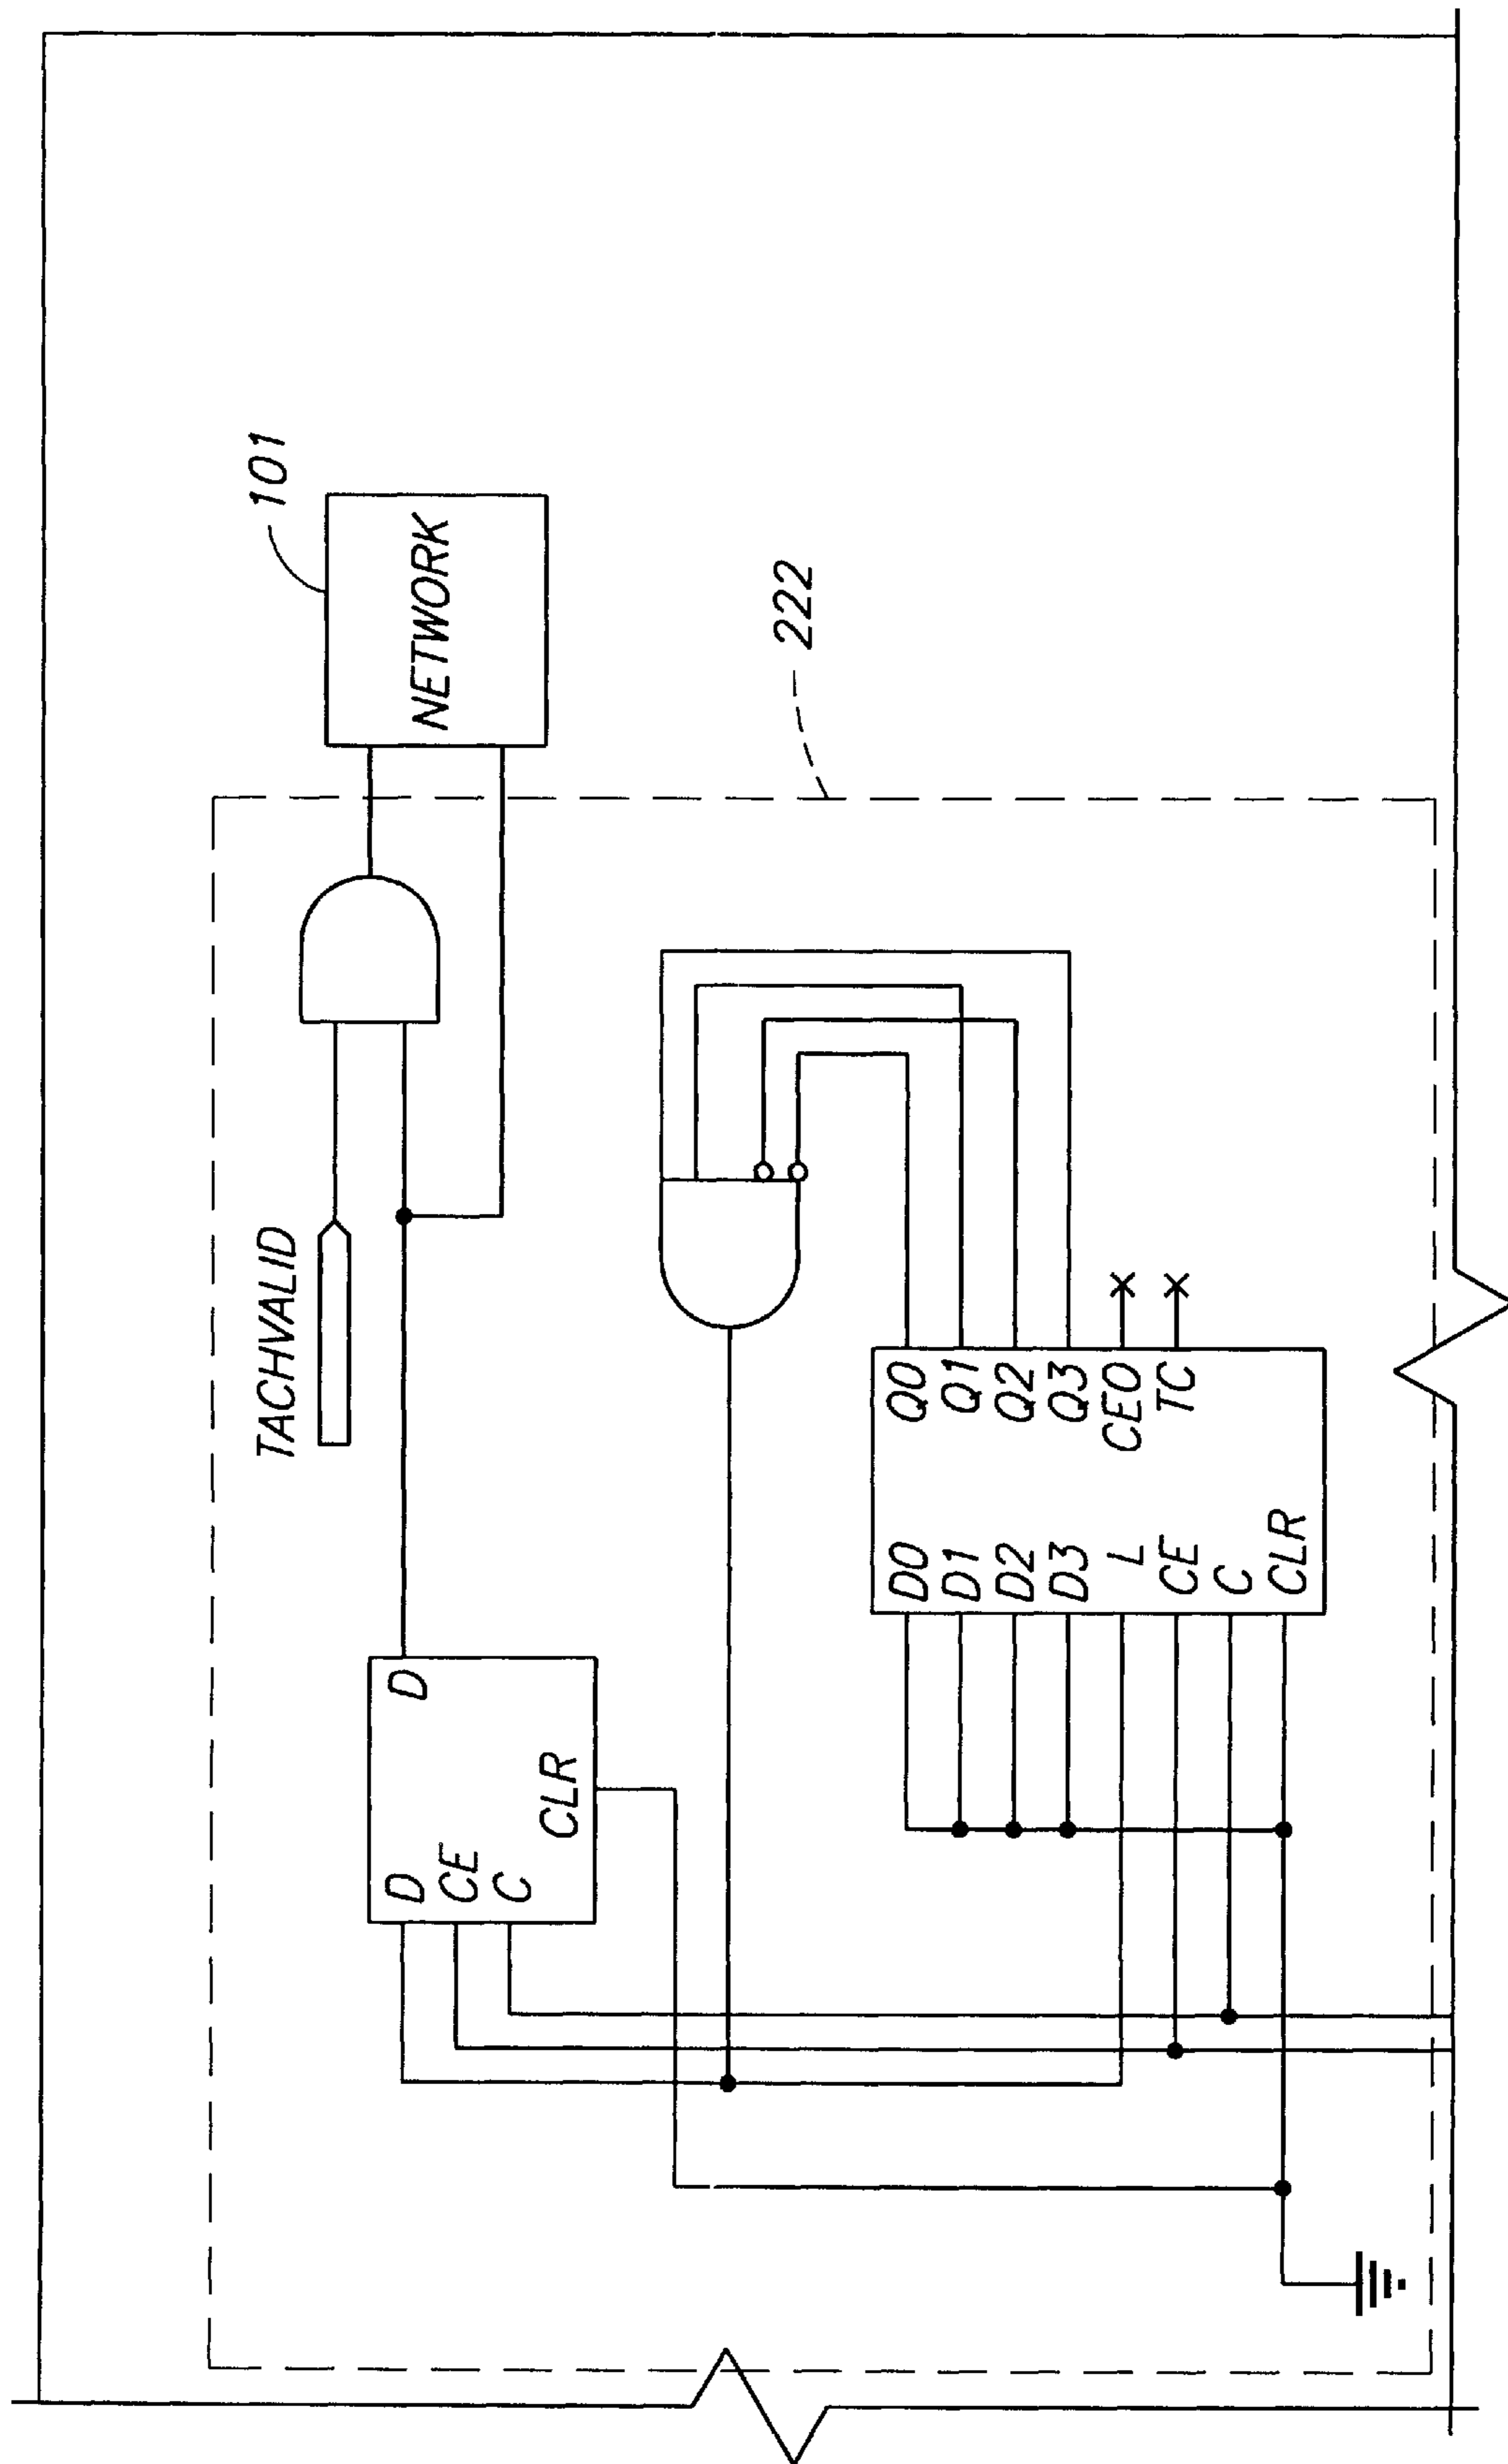 101
NETWORK
222
TACHVALID
D
D
CE
C
CLR
D0
Q0
D1
Q1
D2
Q2
D3
Q3
L
CEO
CE
TC
C
CLR